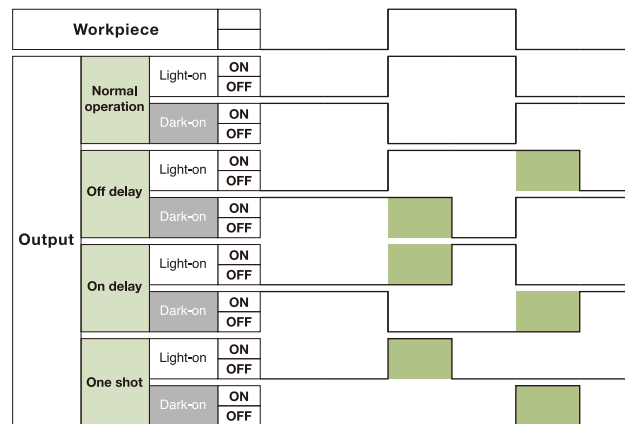 Workpiece
Output
Normal
operation
Light-on
ON
OFF
Dark-on
ON
OFF
Off delay
Light-on
ON
OFF
Dark-on
ON
OFF
On delay
Light-on
ON
OFF
Dark-on
ON
OFF
One shot
Light-on
ON
OFF
Dark-on
ON
OFF